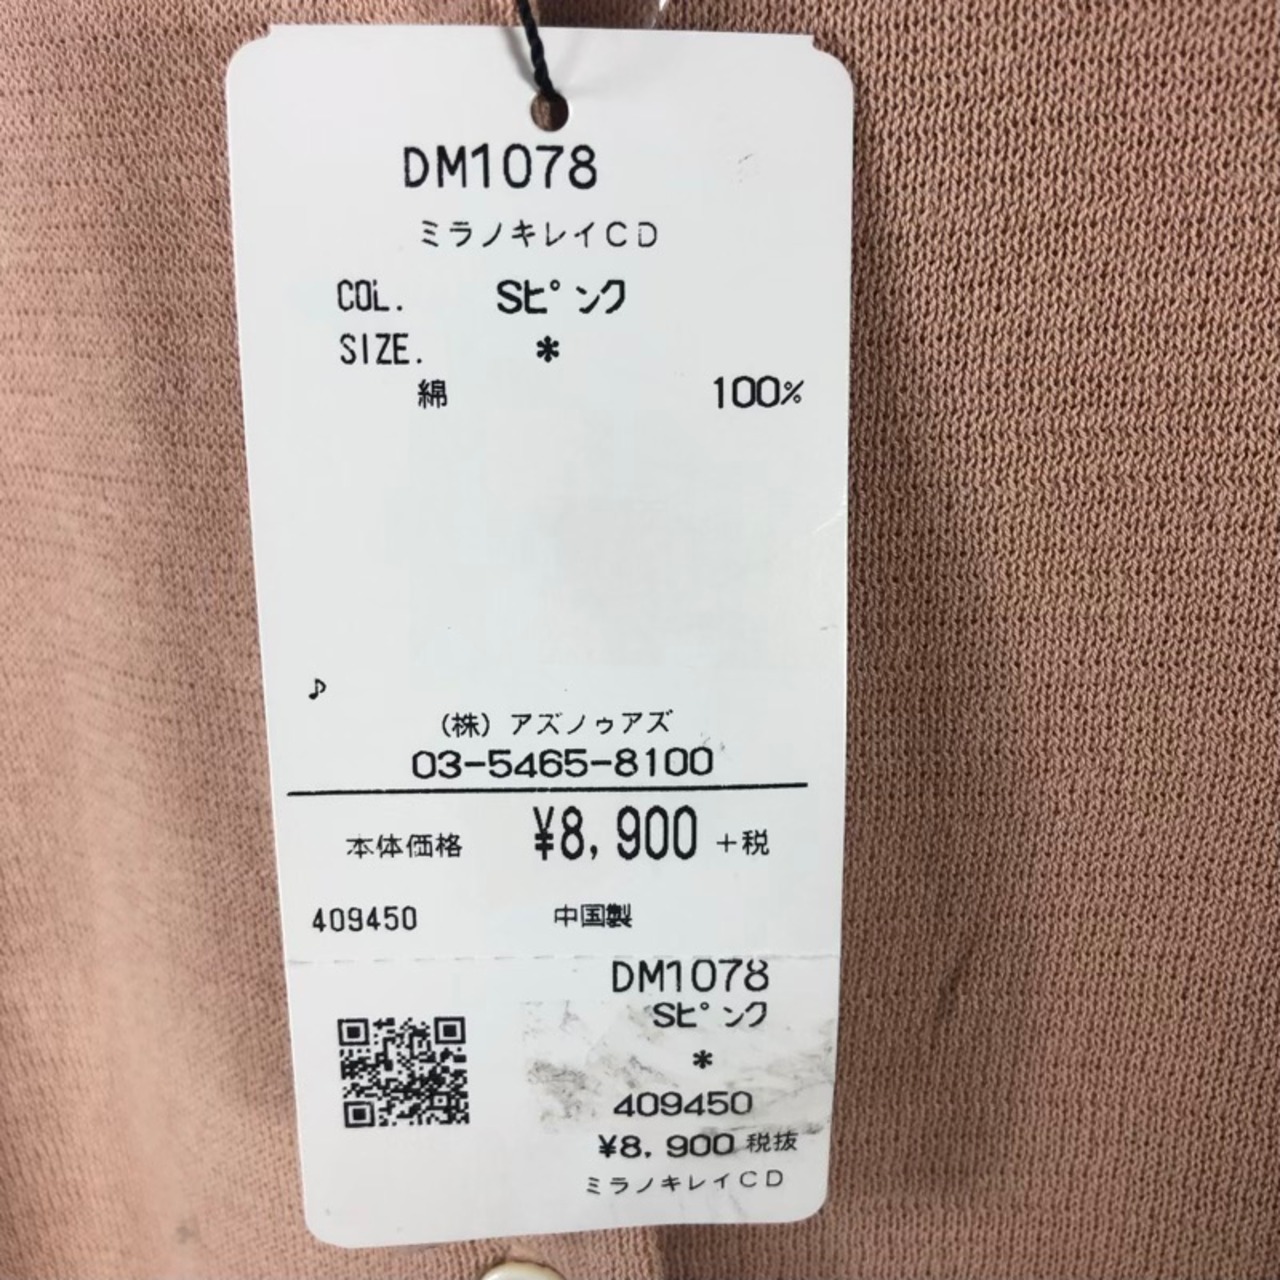 DM1078
ミラノキレイCD
COL. Sピンク
SIZE. *
綿 100%
♪
(株) アズノゥアズ
03-5465-8100
本体価格 ¥8,900 +税
409450 中国製
DM1078
Sピンク
*
409450
¥8,900 税抜
ミラノキレイCD